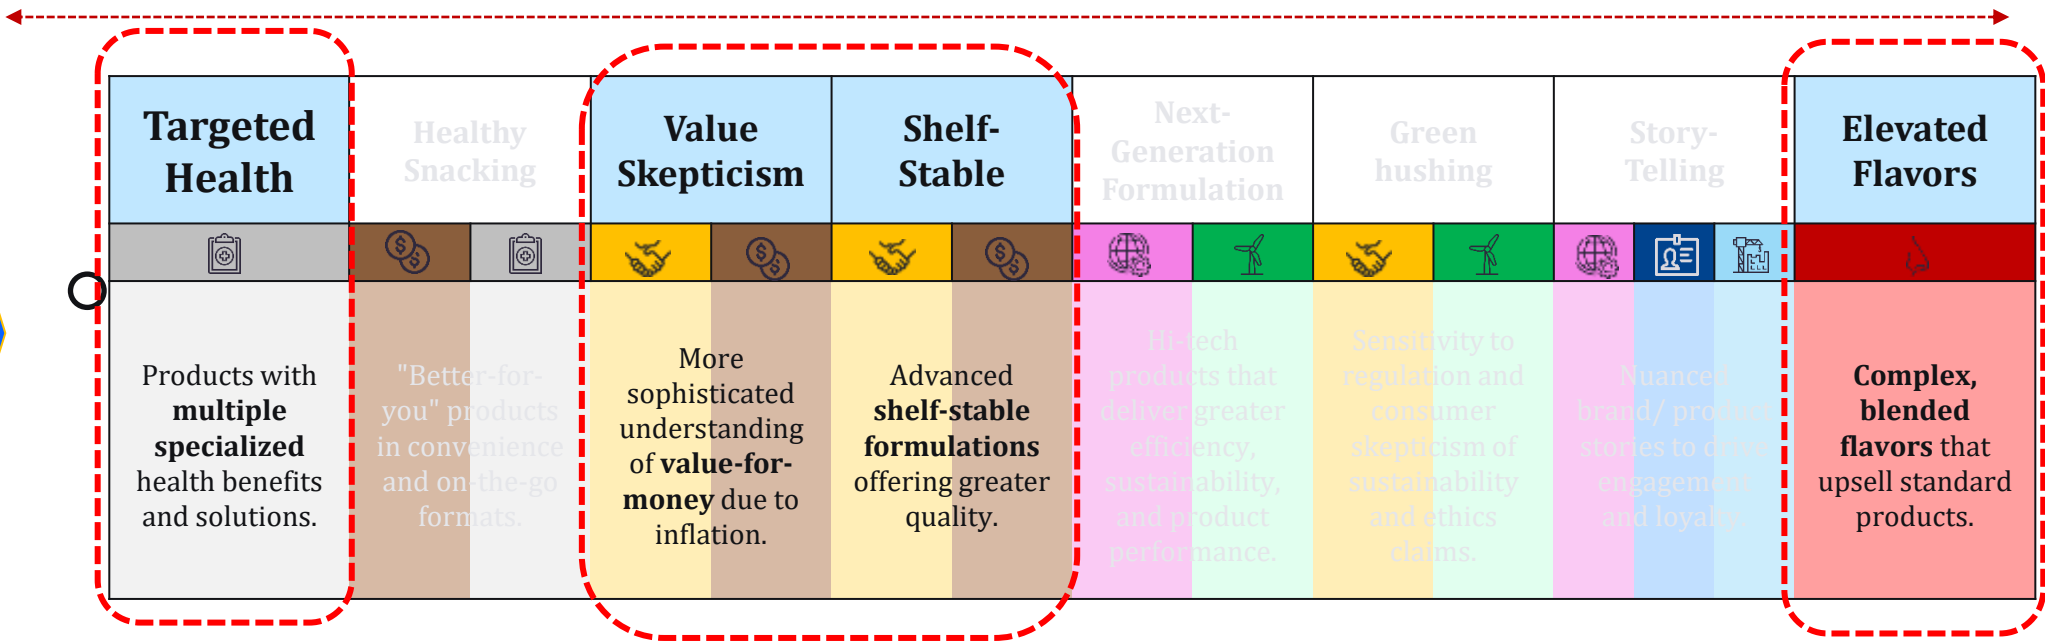 Targeted
Health
Healthy
Snacking
Value
Skepticism
Shelf-
Stable
Next-
Generation
Formulation
Green
hushing
Story-
Telling
Elevated
Flavors
Products with
multiple
specialized
health benefits
and solutions.
"Better-for-
you" products
in convenience
and on-the-go
formats.
More
sophisticated
understanding
of value-for-
money due to
inflation.
Advanced
shelf-stable
formulations
offering greater
quality.
Hi-tech
products that
deliver greater
efficiency,
sustainability,
and product
performance.
Sensitivity to
regulation and
consumer
skepticism of
sustainability
and ethics
claims.
Nuanced
brand/ product
stories to drive
engagement
and loyalty.
Complex,
blended
flavors that
upsell standard
products.